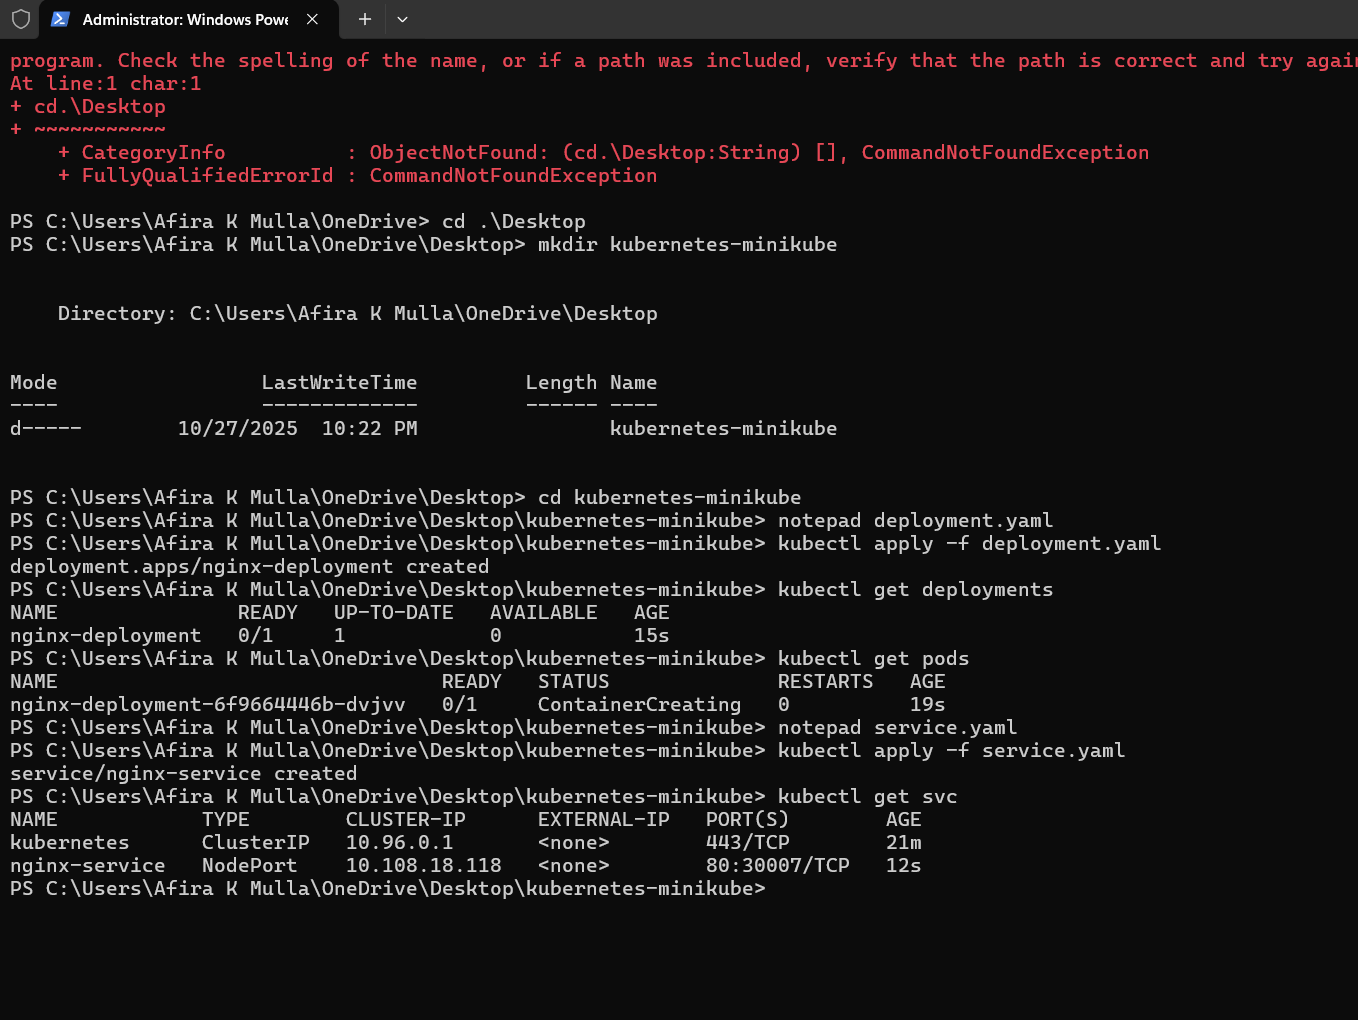 Administrator: Windows Powe
program. Check the spelling of the name, or if a path was included, verify that the path is correct and try again
At line:1 char:1
+ cd.\Desktop
+ ~~~~~~~~~~~
    + CategoryInfo          : ObjectNotFound: (cd.\Desktop:String) [], CommandNotFoundException
    + FullyQualifiedErrorId : CommandNotFoundException
PS C:\Users\Afira K Mulla\OneDrive> cd .\Desktop
PS C:\Users\Afira K Mulla\OneDrive\Desktop> mkdir kubernetes-minikube
    Directory: C:\Users\Afira K Mulla\OneDrive\Desktop
Mode                 LastWriteTime         Length Name
----                 -------------         ------ ----
d-----        10/27/2025  10:22 PM                kubernetes-minikube
PS C:\Users\Afira K Mulla\OneDrive\Desktop> cd kubernetes-minikube
PS C:\Users\Afira K Mulla\OneDrive\Desktop\kubernetes-minikube> notepad deployment.yaml
PS C:\Users\Afira K Mulla\OneDrive\Desktop\kubernetes-minikube> kubectl apply -f deployment.yaml
deployment.apps/nginx-deployment created
PS C:\Users\Afira K Mulla\OneDrive\Desktop\kubernetes-minikube> kubectl get deployments
NAME               READY   UP-TO-DATE   AVAILABLE   AGE
nginx-deployment   0/1     1            0           15s
PS C:\Users\Afira K Mulla\OneDrive\Desktop\kubernetes-minikube> kubectl get pods
NAME                                READY   STATUS              RESTARTS   AGE
nginx-deployment-6f9664446b-dvjvv   0/1     ContainerCreating   0          19s
PS C:\Users\Afira K Mulla\OneDrive\Desktop\kubernetes-minikube> notepad service.yaml
PS C:\Users\Afira K Mulla\OneDrive\Desktop\kubernetes-minikube> kubectl apply -f service.yaml
service/nginx-service created
PS C:\Users\Afira K Mulla\OneDrive\Desktop\kubernetes-minikube> kubectl get svc
NAME            TYPE        CLUSTER-IP      EXTERNAL-IP   PORT(S)        AGE
kubernetes      ClusterIP   10.96.0.1       <none>        443/TCP        21m
nginx-service   NodePort    10.108.18.118   <none>        80:30007/TCP   12s
PS C:\Users\Afira K Mulla\OneDrive\Desktop\kubernetes-minikube>